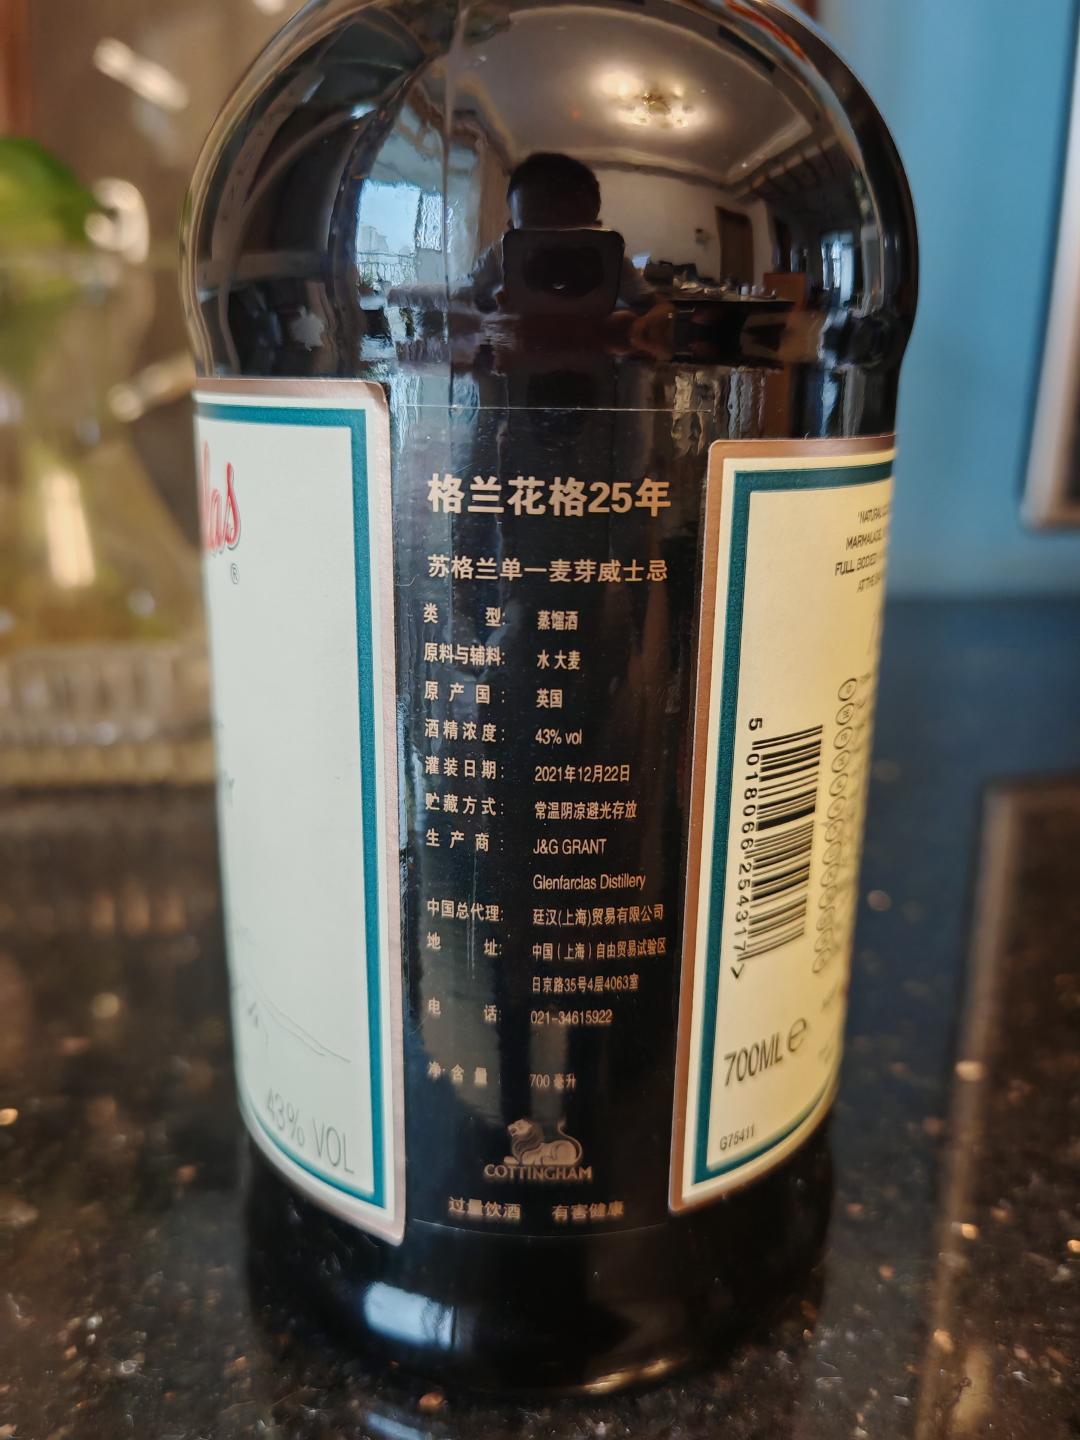 las
®
43% VOL
格兰花格25年
苏格兰单一麦芽威士忌
类 型: 蒸馏酒
原料与辅料: 水 大麦
原产国: 英国
酒精浓度: 43% vol
灌装日期: 2021年12月22日
贮藏方式: 常温阴凉避光存放
生产商: J&G GRANT
Glenfarclas Distillery
中国总代理: 廷汉(上海)贸易有限公司
地 址: 中国(上海)自由贸易试验区
日京路35号4层4063室
电 话: 021-34615922
净含量: 700 毫升
COTTINGHAM
过量饮酒 有害健康
'NATURAL
MARMALADE,
FULL BODIED
AT THE
5 018066 254317 >
700ML e
G75411